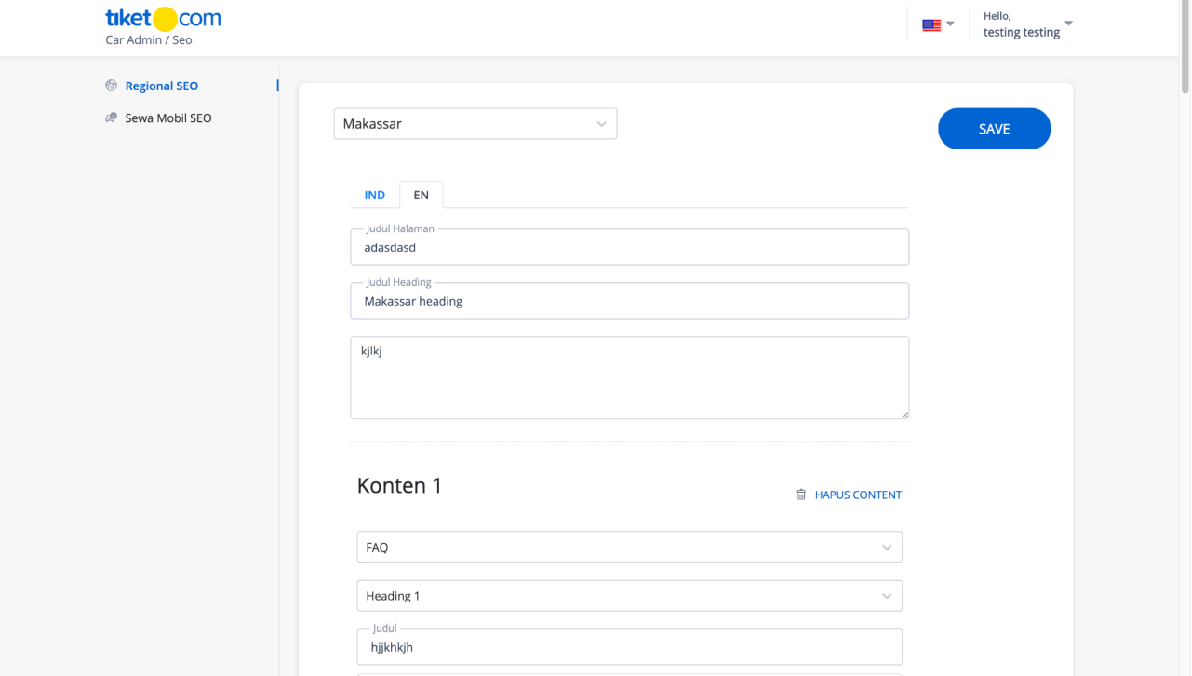 tiket com
Car Admin / Seo
Hello,
testing testing
Regional SEO
Sewa Mobil SEO
Makassar
SAVE
IND
EN
Judul Halaman
adasdasd
Judul Heading
Makassar heading
kjlkj
Konten 1
HAPUS CONTENT
FAQ
Heading 1
Judul
hjjkhkjh